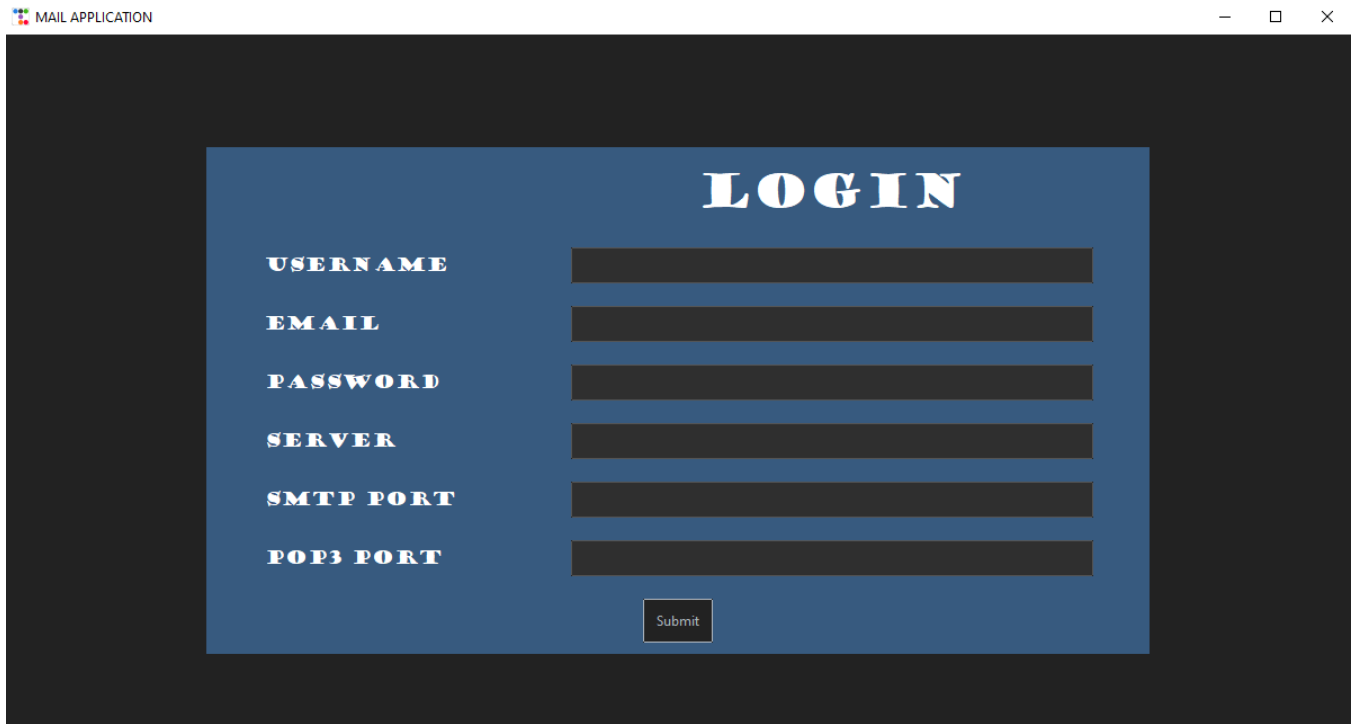 MAIL APPLICATION
LOGIN
USERNAME
EMAIL
PASSWORD
SERVER
SMTP PORT
POP3 PORT
Submit